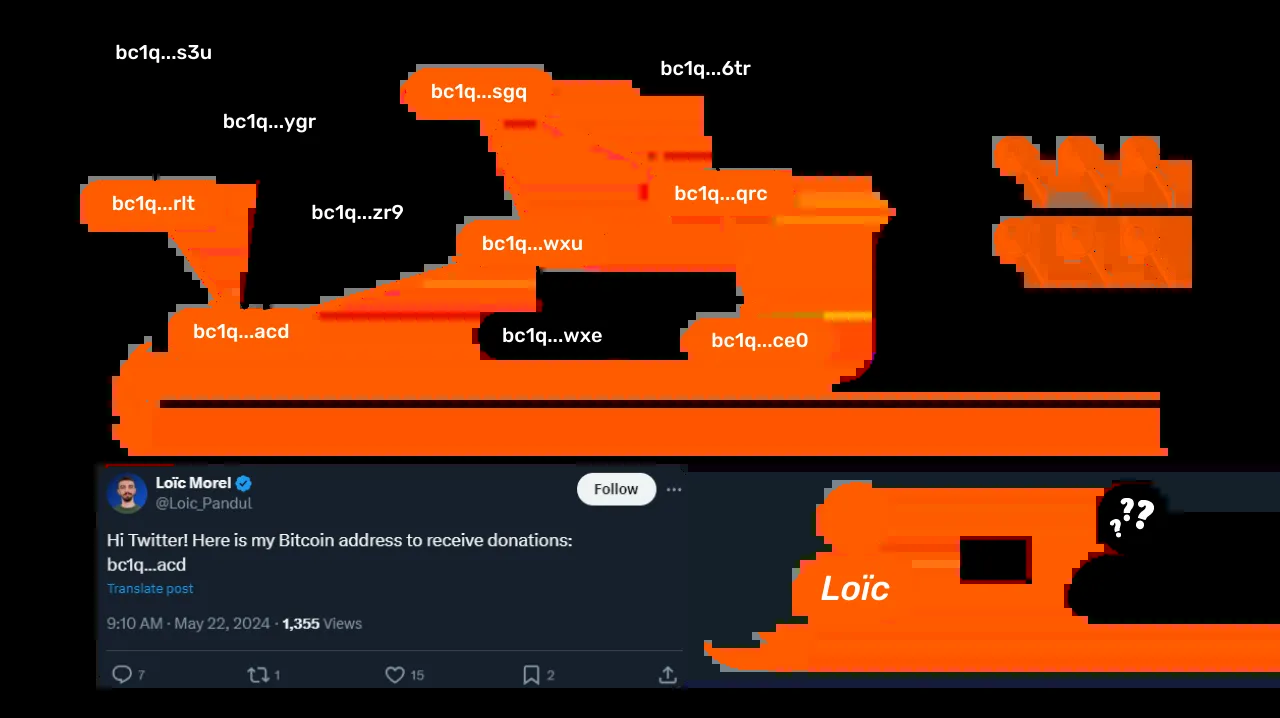 bc1q...s3u
bc1q...6tr
bc1q...sgq
bc1q...ygr
bc1q...qrc
bc1q...rlt
bc1q...zr9
bc1q...wxu
bc1q...acd
bc1q...wxe
bc1q...ce0
Loïc Morel
@Loic_Pandul
Follow
Hi Twitter! Here is my Bitcoin address to receive donations:
bc1q...acd
Translate post
9:10 AM · May 22, 2024 · 1,355 Views
7 1 15 2
???
Loïc